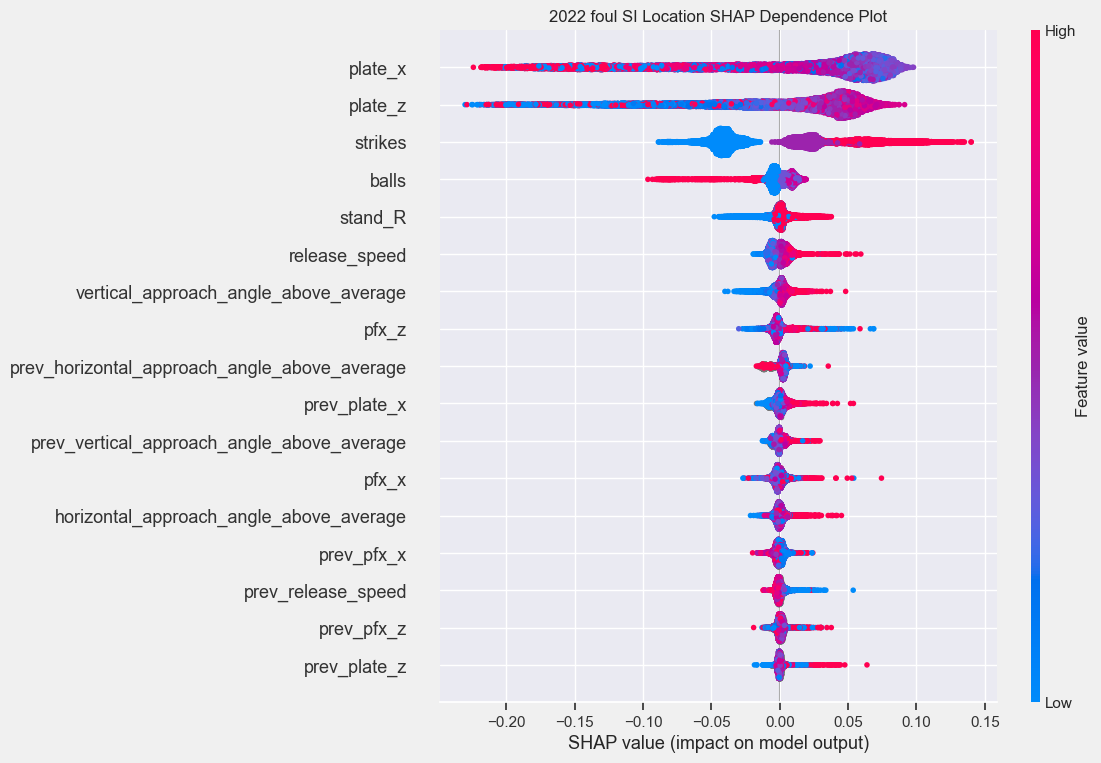 2022 foul SI Location SHAP Dependence Plot
High
plate_x
plate_z
strikes
balls
stand_R
release_speed
vertical_approach_angle_above_average
pfx_z
prev_horizontal_approach_angle_above_average
prev_plate_x
prev_vertical_approach_angle_above_average
pfx_x
horizontal_approach_angle_above_average
prev_pfx_x
prev_release_speed
prev_pfx_z
prev_plate_z
Feature value
Low
−0.20 −0.15 −0.10 −0.05 0.00 0.05 0.10 0.15
SHAP value (impact on model output)